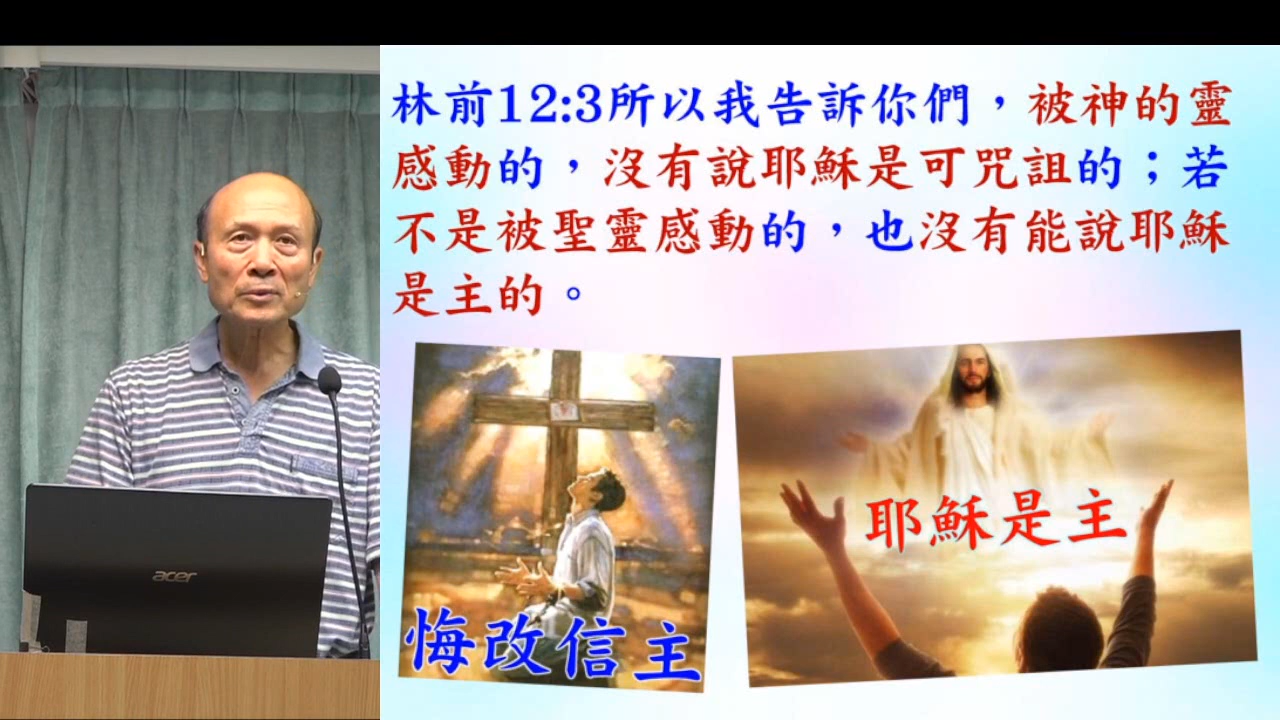 林前12:3所以我告訴你們，被神的靈
感動的，沒有說耶穌是可咒詛的；若
不是被聖靈感動的，也沒有能說耶穌
是主的。
耶穌是主
悔改信主
acer